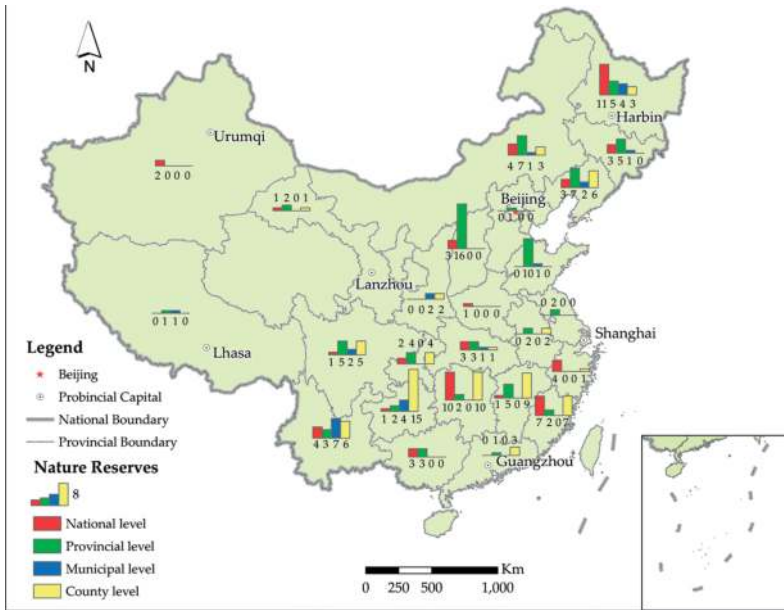 N
Urumqi
2 0 0 0
1 2 0 1
11 5 4 3
Harbin
4 7 1 3
3 5 1 0
3 7 2 6
Beijing
0 1 0 0
3 16 0 0
0 10 1 0
Lanzhou
0 0 2 2
1 0 0 0
0 2 0 0
0 1 1 0
Lhasa
1 5 2 5
2 4 0 4
3 3 1 1
0 2 0 2
Shanghai
4 0 0 1
4 3 7 6
1 2 4 15
10 2 0 10
1 5 0 9
7 2 0 7
3 3 0 0
0 1 0 3
Guangzhou
Legend
Beijing
Probincial Capital
National Boundary
Provincial Boundary
Nature Reserves
8
National level
Provincial level
Municipal level
County level
Km
0 250 500 1,000